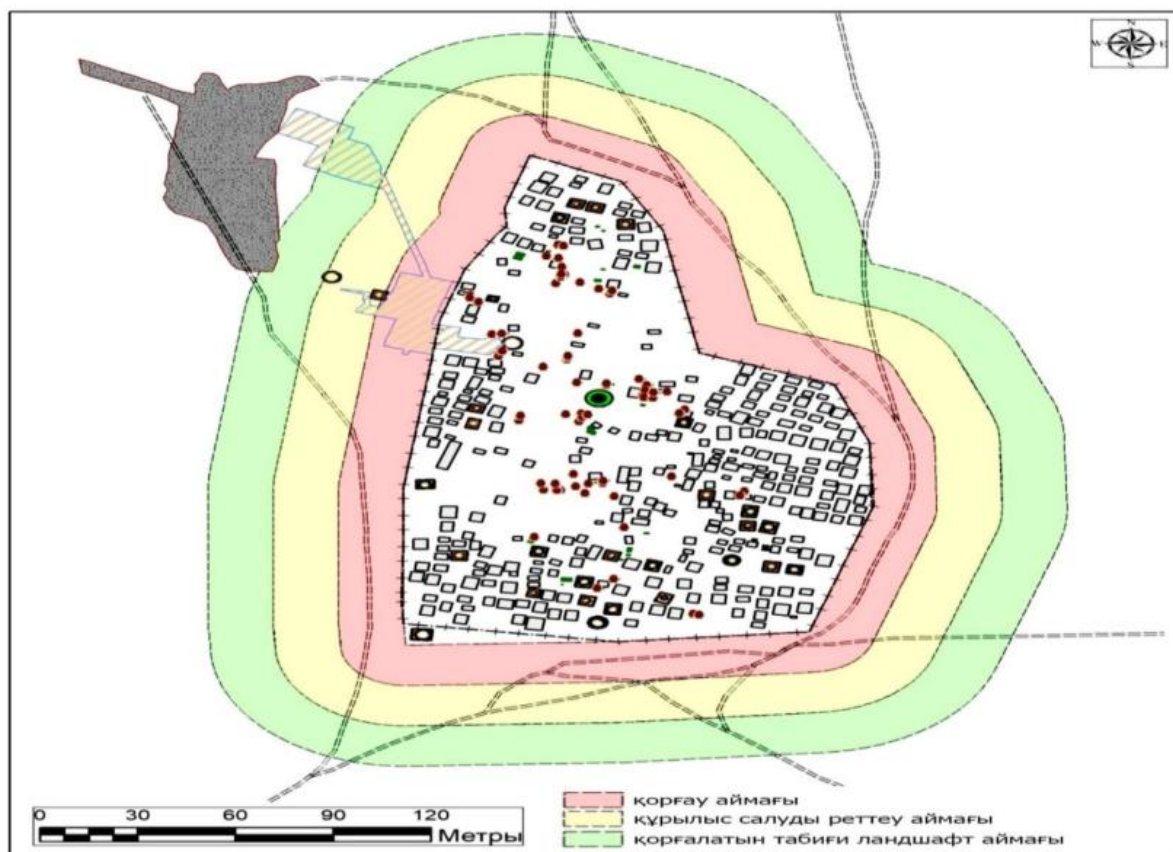 N
W E
S
қорғау аймағы
құрылыс салуды реттеу аймағы
қорғалатын табиғи ландшафт аймағы
0 30 60 90 120
Метры